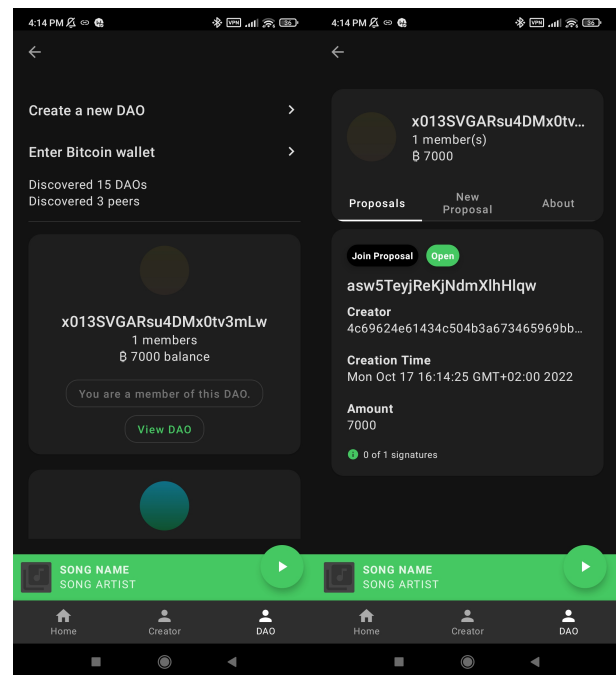 4:14 PM
VPN
36
Create a new DAO
Enter Bitcoin wallet
Discovered 15 DAOs
Discovered 3 peers
x013SVGARsu4DMx0tv3mLw
1 members
₿ 7000 balance
You are a member of this DAO.
View DAO
SONG NAME
SONG ARTIST
Home
Creator
DAO
4:14 PM
VPN
36
x013SVGARsu4DMx0tv...
1 member(s)
₿ 7000
Proposals
New
Proposal
About
Join Proposal
Open
asw5TeyjReKjNdmXlhHlqw
Creator
4c69624e61434c504b3a673465969bb...
Creation Time
Mon Oct 17 16:14:25 GMT+02:00 2022
Amount
7000
0 of 1 signatures
SONG NAME
SONG ARTIST
Home
Creator
DAO